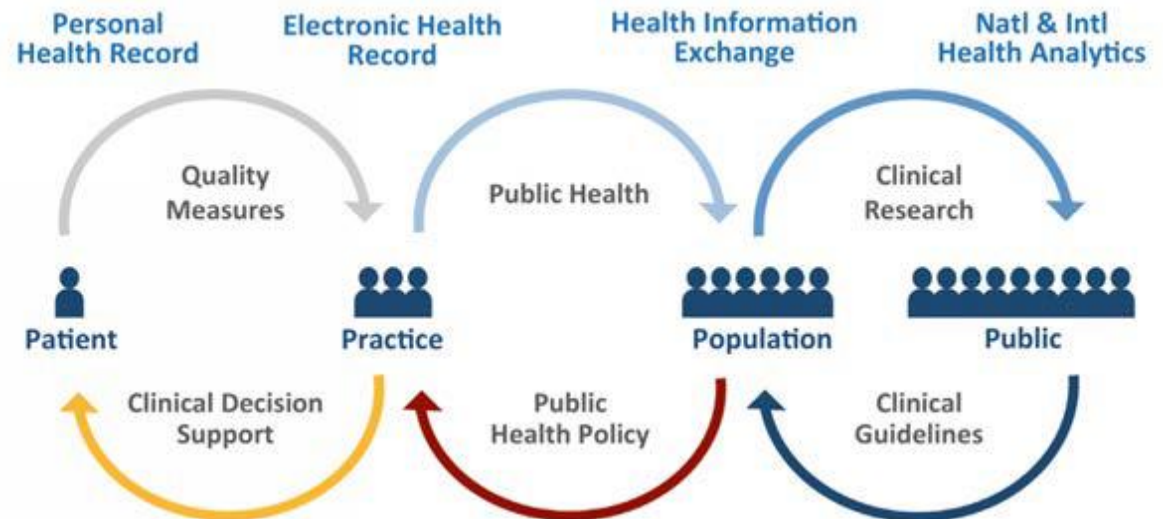 Personal
Health Record
Electronic Health
Record
Health Information
Exchange
Natl & Intl
Health Analytics
Quality
Measures
Public Health
Clinical
Research
Patient
Practice
Population
Public
Clinical Decision
Support
Public
Health Policy
Clinical
Guidelines